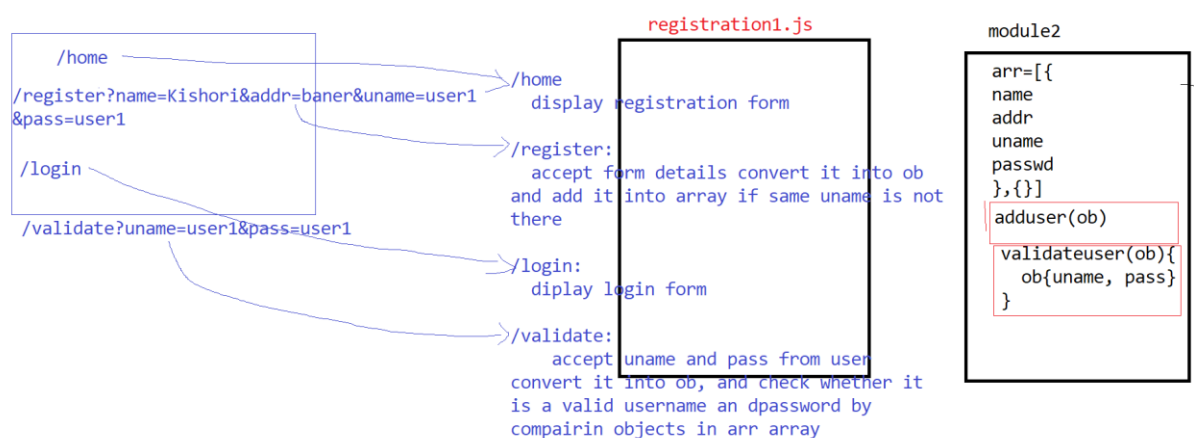 registration1.js
module2
/home
/register?name=Kishori&addr=baner&uname=user1
&pass=user1
/login
/validate?uname=user1&pass=user1
/home
display registration form
/register:
accept form details convert it into ob
and add it into array if same uname is not
there
/login:
diplay login form
/validate:
accept uname and pass from user
convert it into ob, and check whether it
is a valid username an dpassword by
compairin objects in arr array
arr=[{
name
addr
uname
passwd
},{}]
adduser(ob)
validateuser(ob){
ob{uname, pass}
}